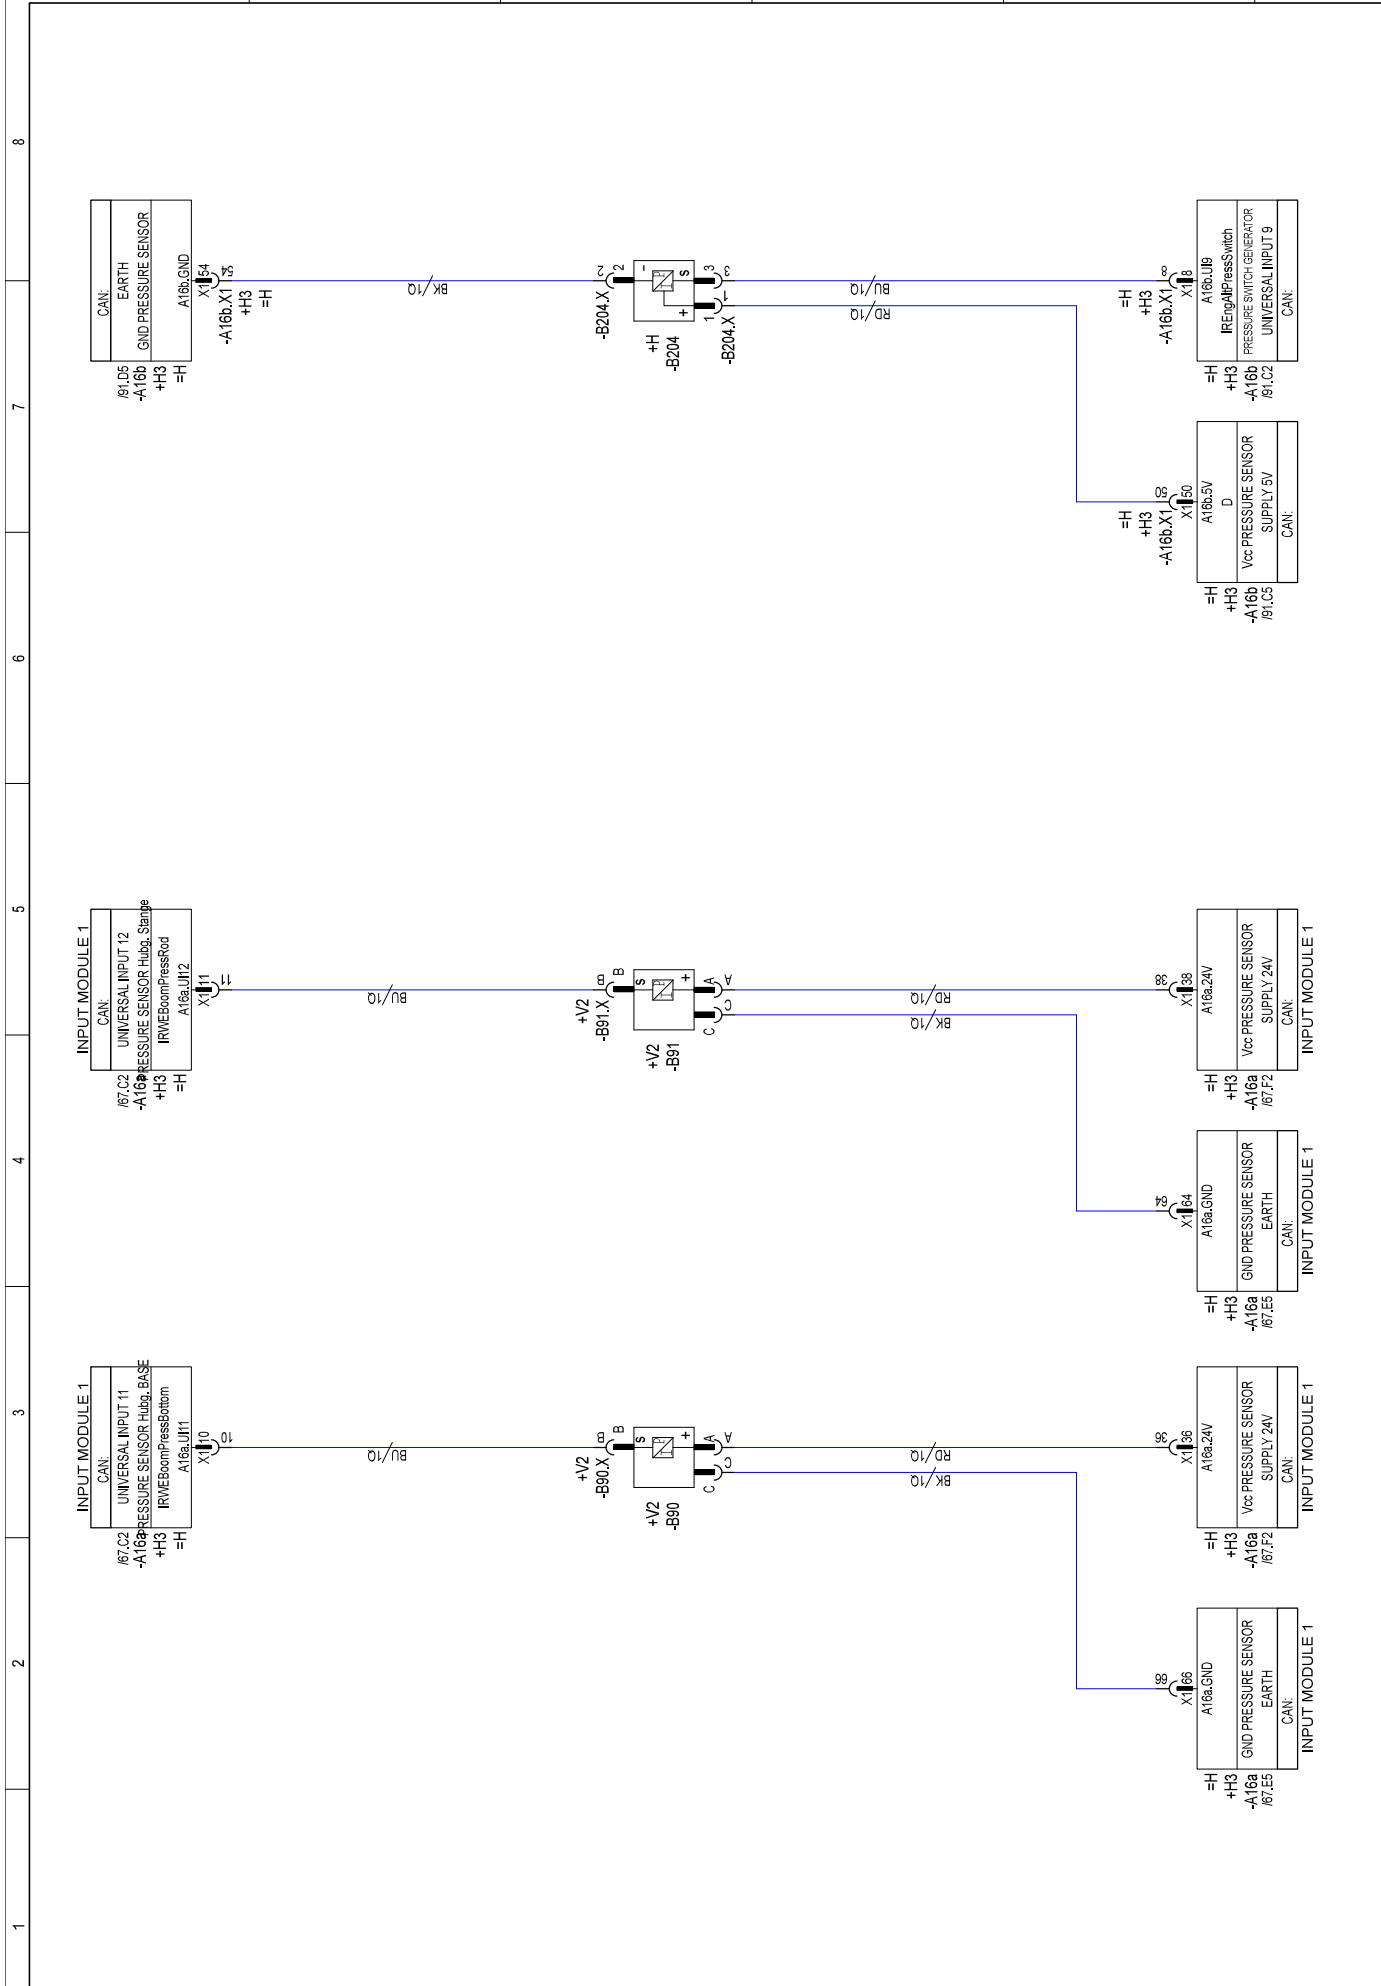 1
2
3
4
5
6
7
8
INPUT MODULE 1
CAN:
UNIVERSAL INPUT 11
PRESSURE SENSOR Hubg. BASE
IRWEBoomPressBottom
A16a.UI11
/67.C2
-A16a
+H3
=H
X1 10
10
BU/1Q
+V2
-B90.X
B
B
S
+
+V2
-B90
A
A
C
C
RD/1Q
BK/1Q
36
X1 36
A16a.24V
Vcc PRESSURE SENSOR
SUPPLY 24V
CAN:
INPUT MODULE 1
=H
+H3
-A16a
/67.F2
66
X1 66
A16a.GND
GND PRESSURE SENSOR
EARTH
CAN:
INPUT MODULE 1
=H
+H3
-A16a
/67.E5
INPUT MODULE 1
CAN:
UNIVERSAL INPUT 12
PRESSURE SENSOR Hubg. Stange
IRWEBoomPressRod
A16a.UI12
/67.C2
-A16a
+H3
=H
X1 11
11
BU/1Q
+V2
-B91.X
B
B
S
+
+V2
-B91
A
A
C
C
RD/1Q
BK/1Q
38
X1 38
A16a.24V
Vcc PRESSURE SENSOR
SUPPLY 24V
CAN:
INPUT MODULE 1
=H
+H3
-A16a
/67.F2
64
X1 64
A16a.GND
GND PRESSURE SENSOR
EARTH
CAN:
INPUT MODULE 1
=H
+H3
-A16a
/67.E5
CAN:
EARTH
GND PRESSURE SENSOR
A16b.GND
/91.D5
-A16b
+H3
=H
X1 54
54
-A16b.X1
+H3
=H
BK/1Q
-B204.X
2
2
-
S
+
+H
-B204
3
3
1
1
-B204.X
BU/1Q
RD/1Q
=H
+H3
-A16b.X1
8
X1 8
A16b.UI9
IREngAltPressSwitch
PRESSURE SWITCH GENERATOR
UNIVERSAL INPUT 9
CAN:
=H
+H3
-A16b
/91.C2
=H
+H3
-A16b.X1
50
X1 50
A16b.5V
D
Vcc PRESSURE SENSOR
SUPPLY 5V
CAN:
=H
+H3
-A16b
/91.C5